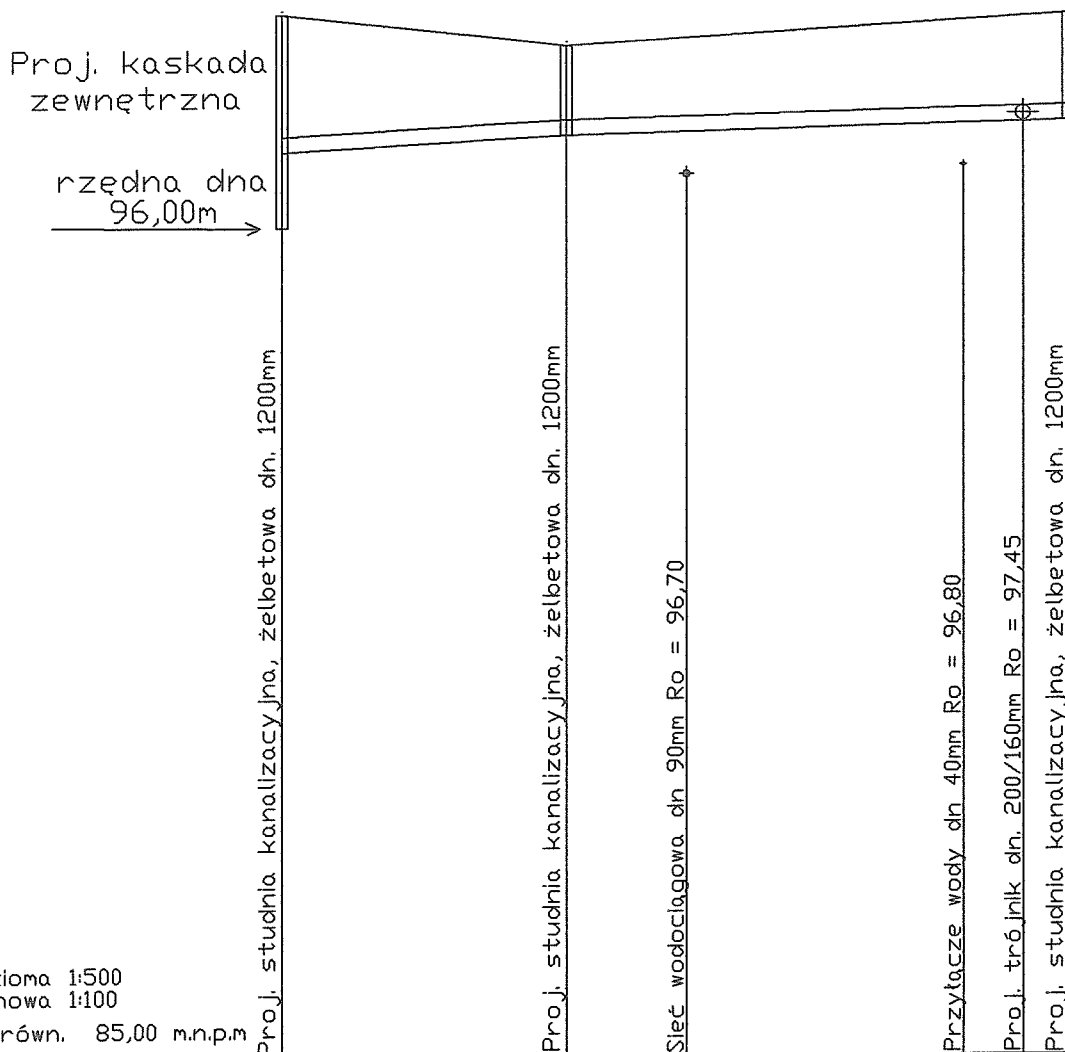 Proj. kaskada
zewnętrzna
rzędna dna
96,00m
Proj. studnia kanalizacyjna, żelbetowa dn. 1200mm
Proj. studnia kanalizacyjna, żelbetowa dn. 1200mm
Sieć wodociągowa dn 90mm Ro = 96,70
Przyłącze wody dn 40mm Ro = 96,80
Proj. trójnik dn. 200/160mm Ro = 97,45
Proj. studnia kanalizacyjna, żelbetowa dn. 1200mm
zioma 1:500
nowa 1:100
równ. 85,00 m.n.p.m